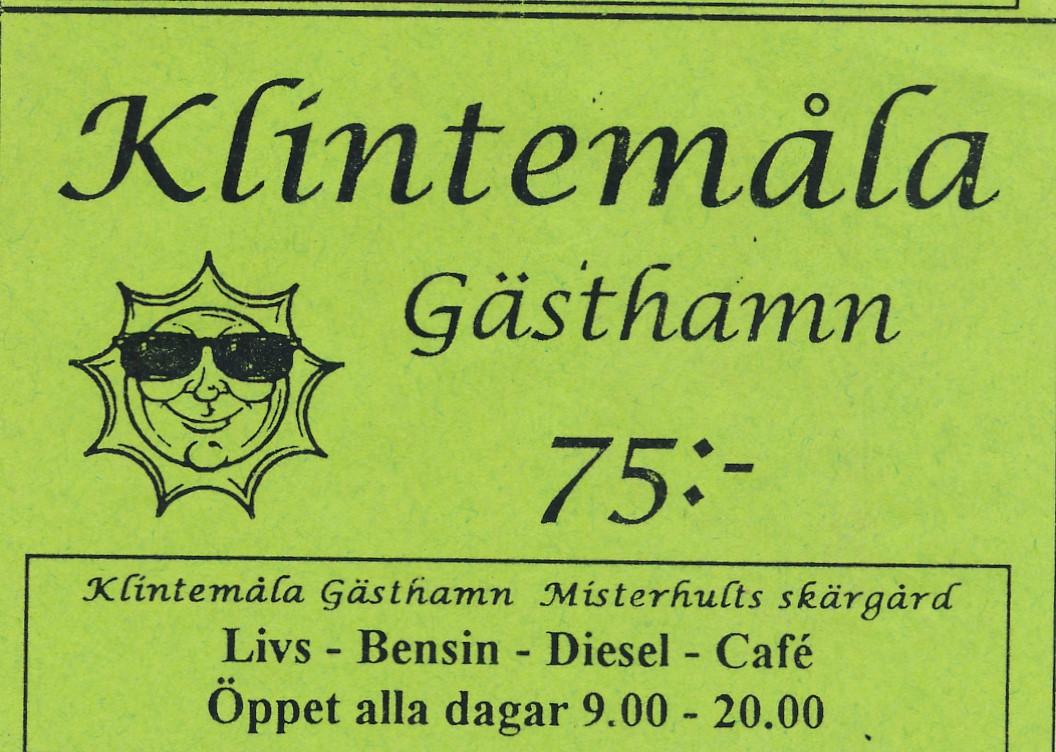 Klintemåla
Gästhamn
75:-
Klintemåla Gästhamn Misterhults skärgård
Livs - Bensin - Diesel - Café
Öppet alla dagar 9.00 - 20.00